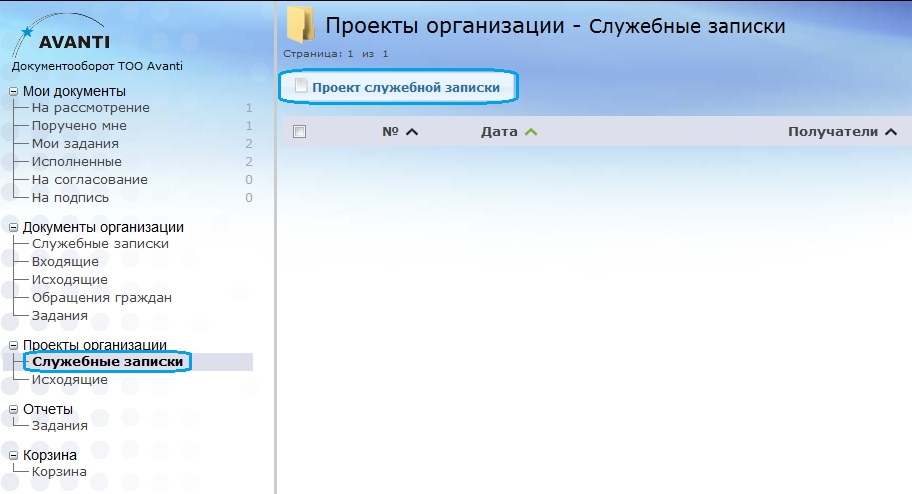 AVANTI
Документооборот ТОО Avanti
Мои документы
На рассмотрение 1
Поручено мне 1
Мои задания 2
Исполненные 2
На согласование 0
На подпись 0
Документы организации
Служебные записки
Входящие
Исходящие
Обращения граждан
Задания
Проекты организации
Служебные записки
Исходящие
Отчеты
Задания
Корзина
Корзина
Проекты организации - Служебные записки
Страница: 1 из 1
Проект служебной записки
№ Дата Получатели